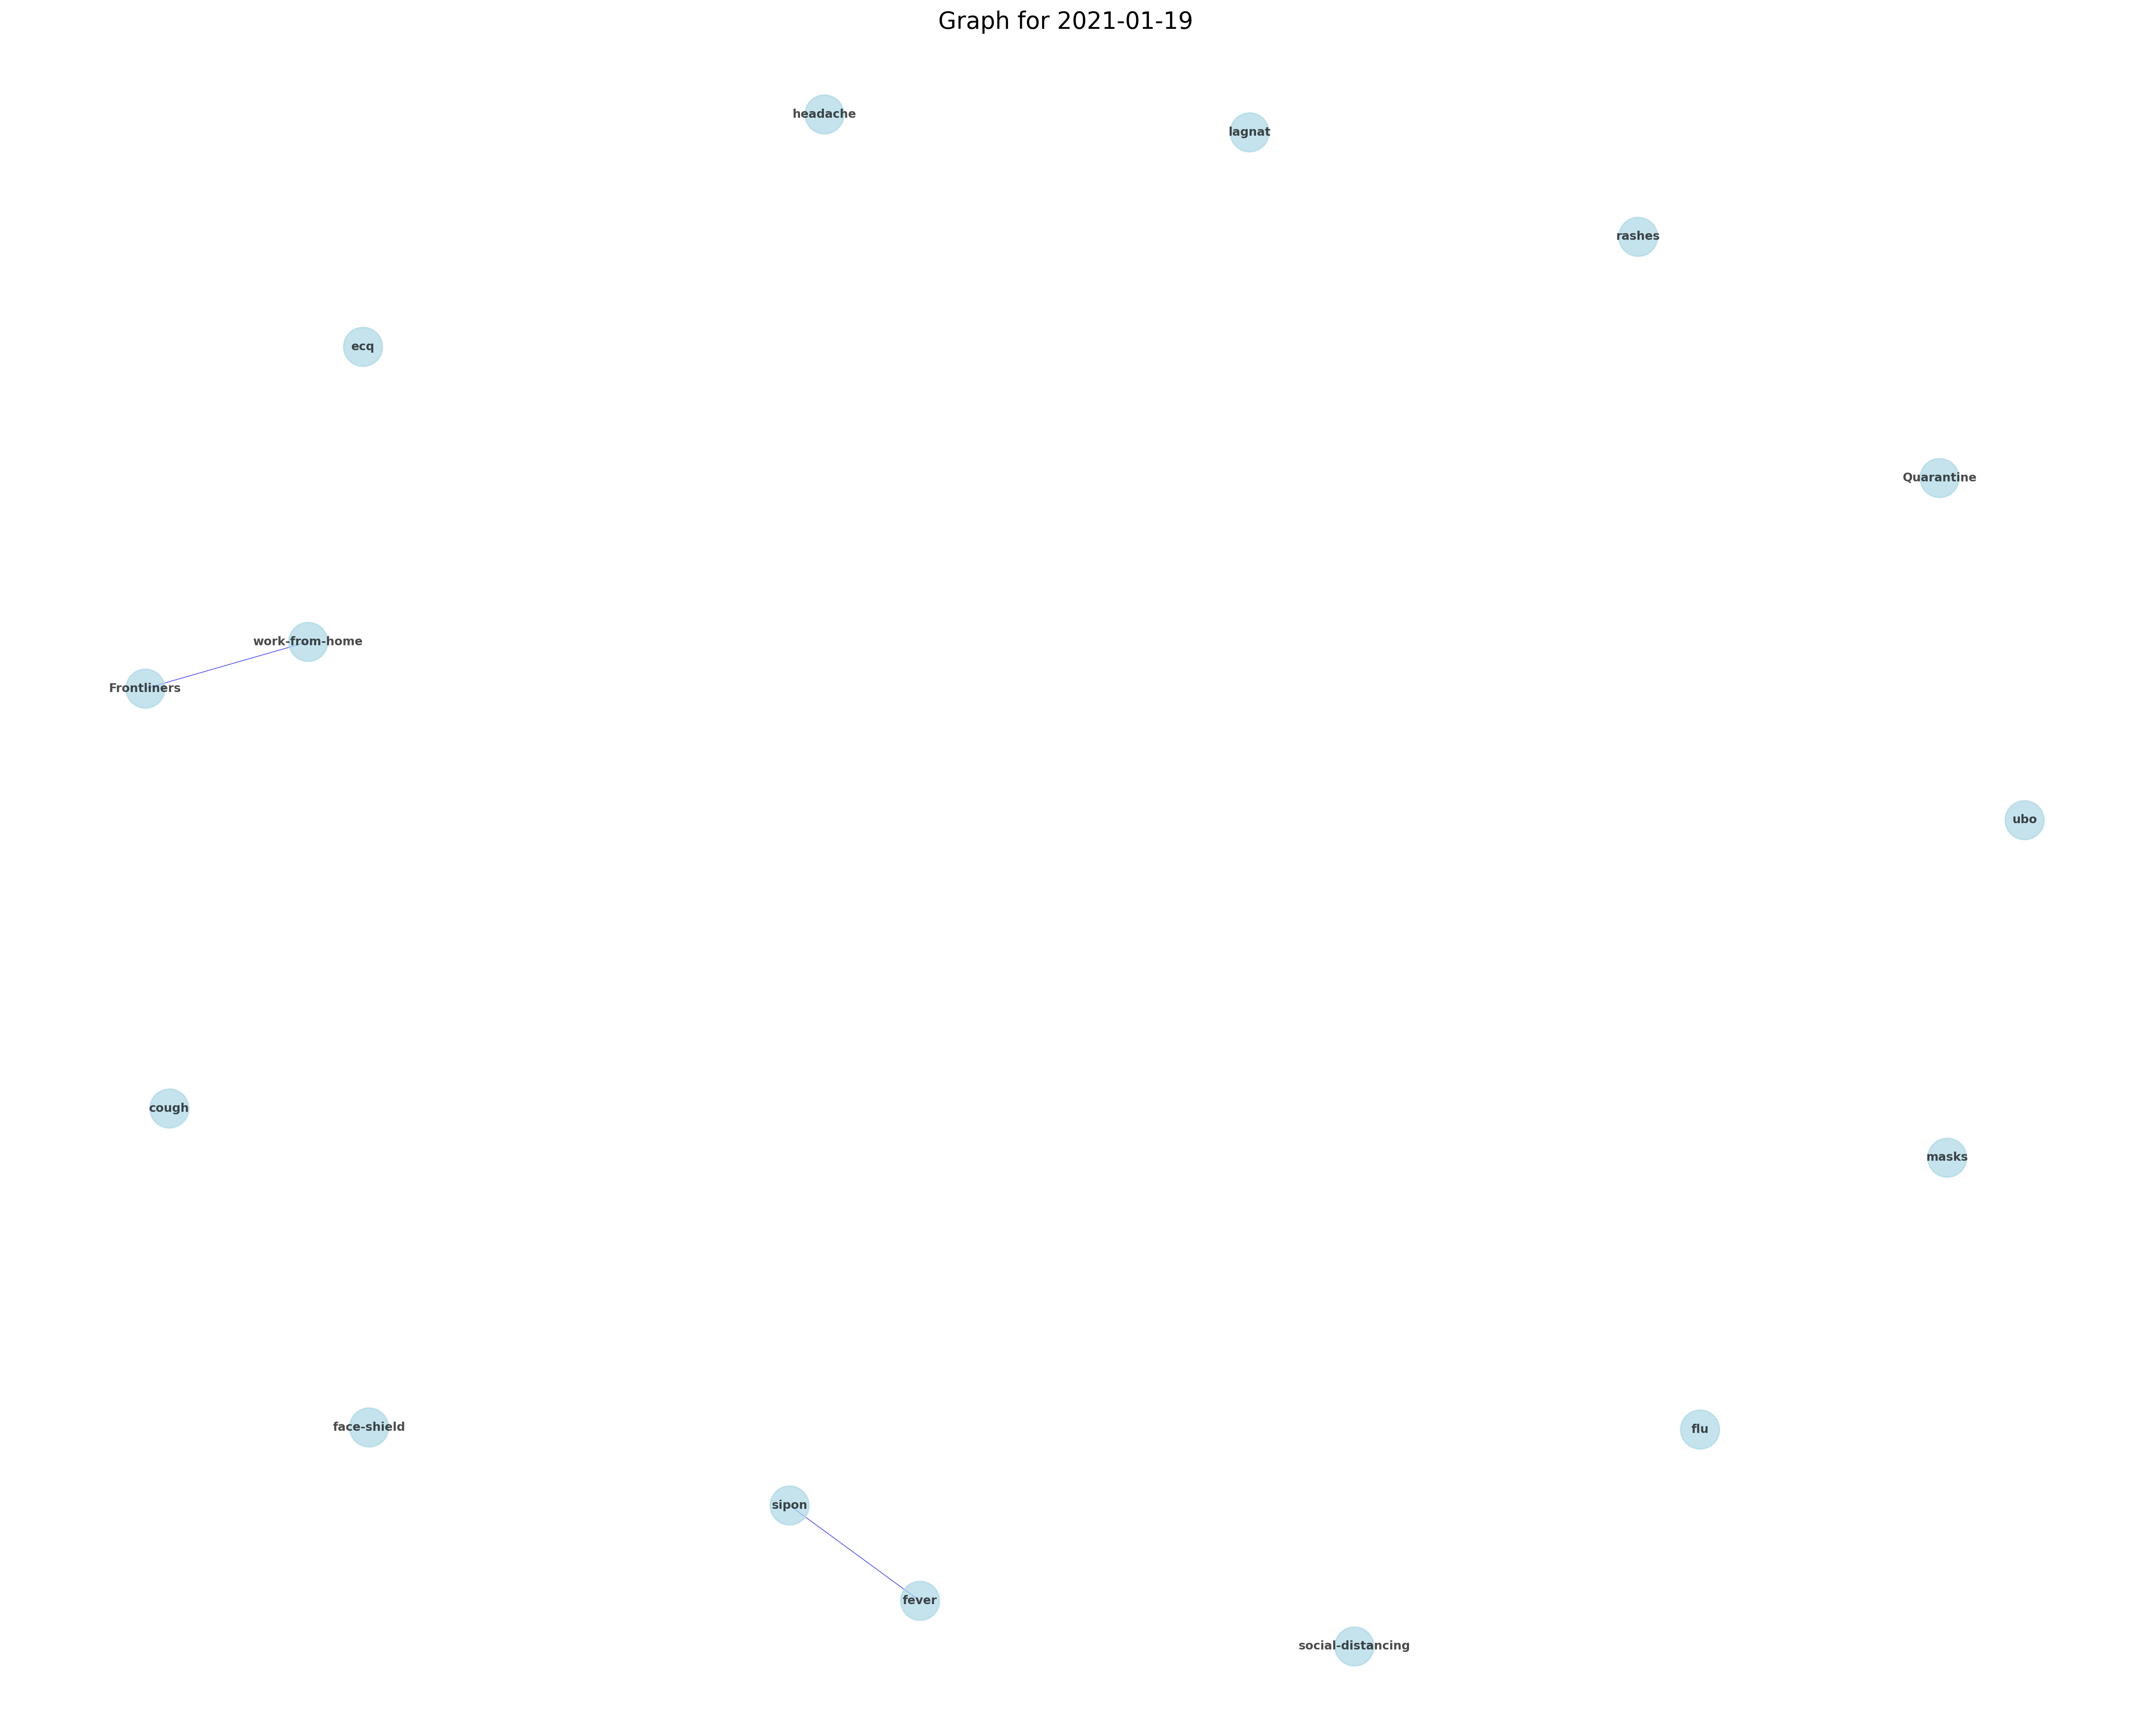 Graph for 2021-01-19
headache
lagnat
rashes
ecq
Quarantine
work-from-home
Frontliners
ubo
cough
masks
face-shield
flu
sipon
fever
social-distancing